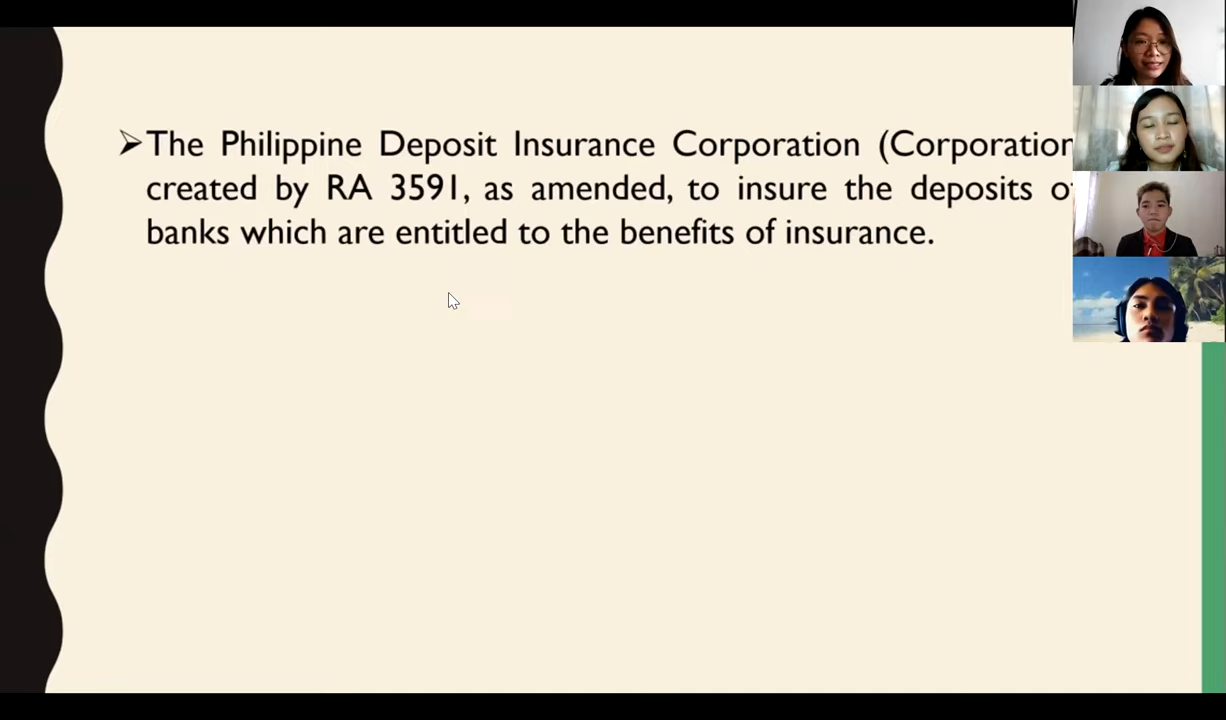 The Philippine Deposit Insurance Corporation (Corporation
created by RA 3591, as amended, to insure the deposits of
banks which are entitled to the benefits of insurance.